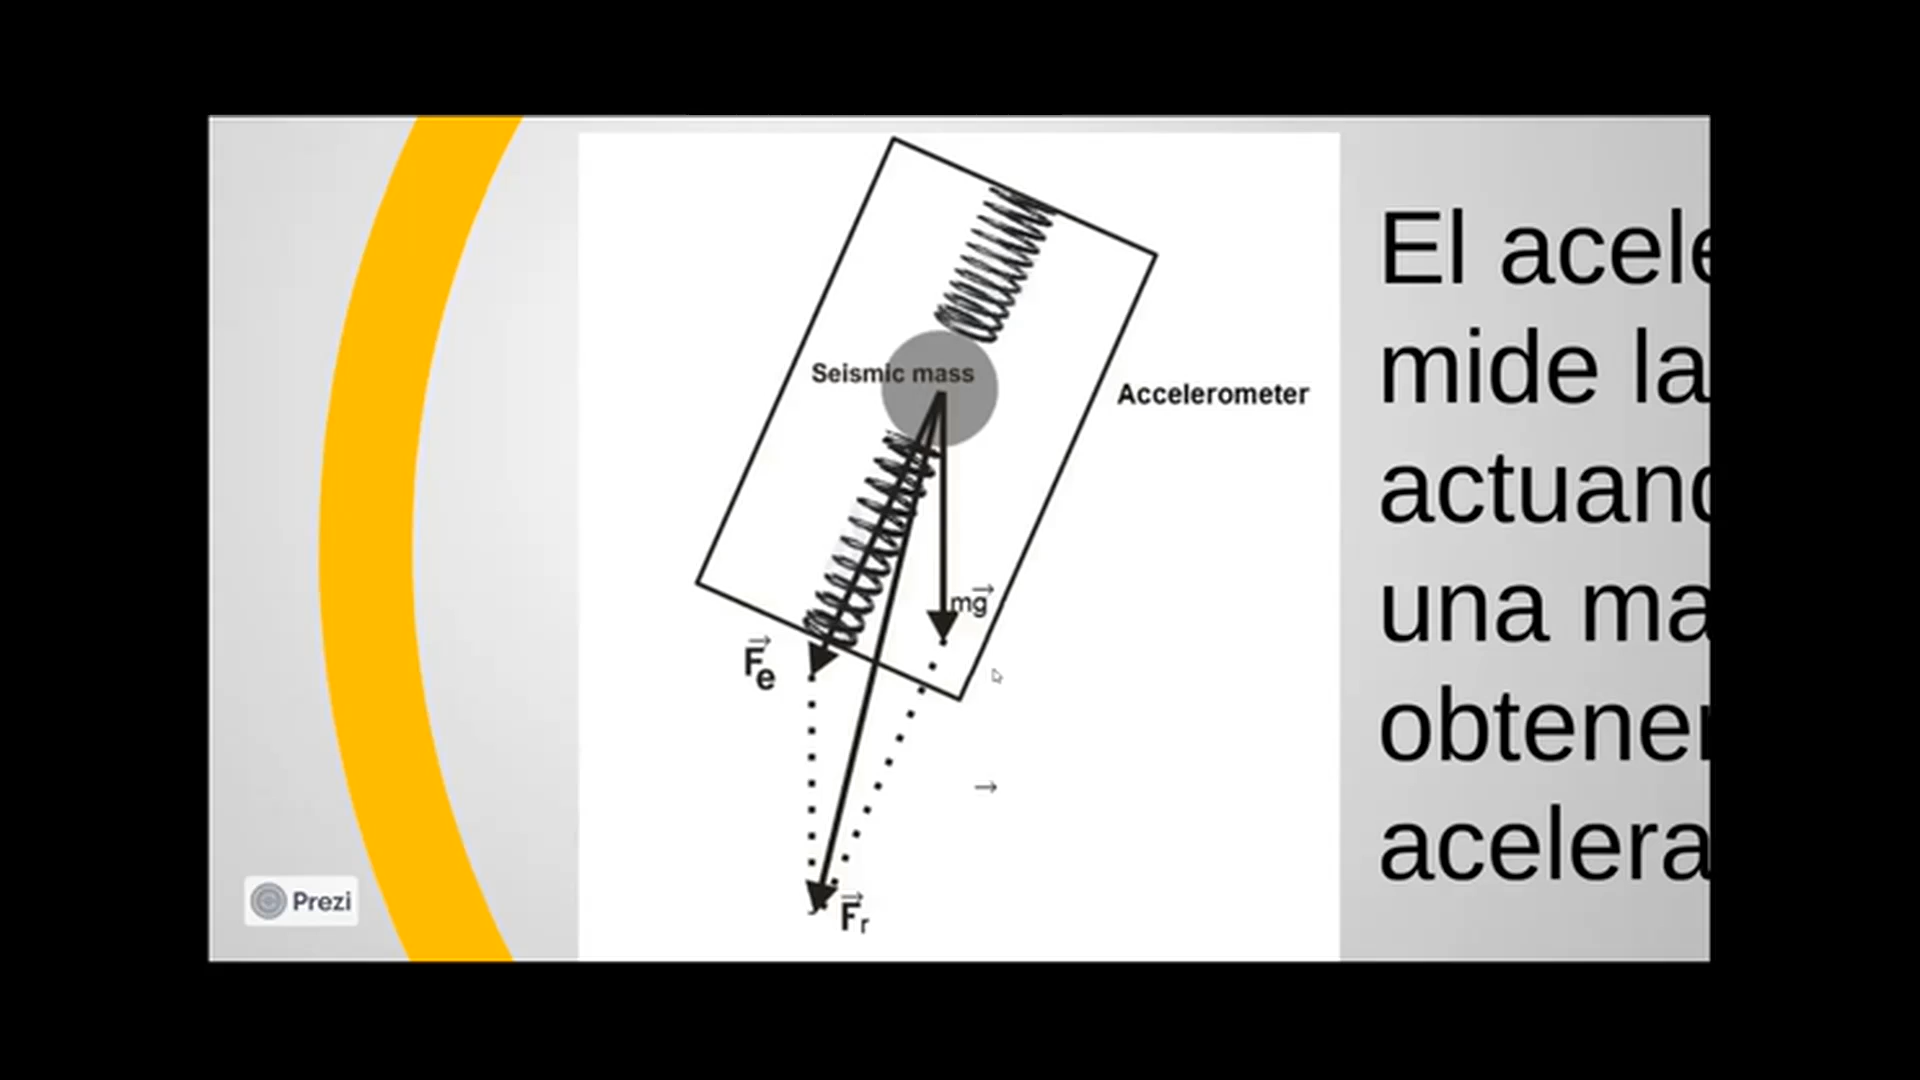 Seismic mass
Accelerometer
mg
Fe
Fr
El acele
mide la
actuand
una ma
obtener
acelera
Prezi